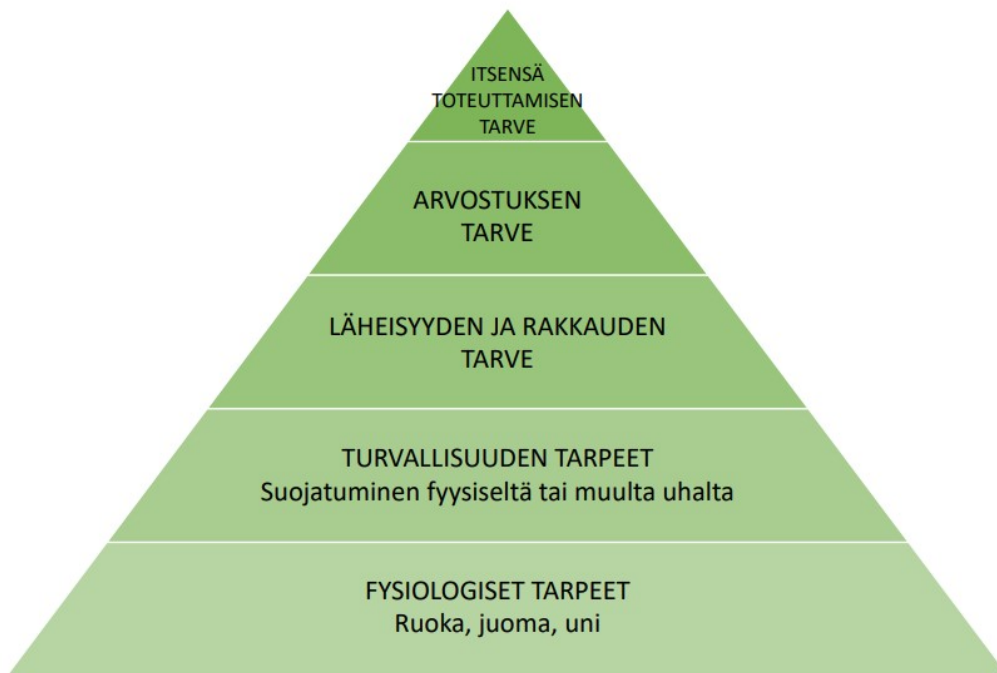 ITSENSÄ
TOTEUTTAMISEN
TARVE
ARVOSTUKSEN
TARVE
LÄHEISYYDEN JA RAKKAUDEN
TARVE
TURVALLISUUDEN TARPEET
Suojatuminen fyysiseltä tai muulta uhalta
FYSIOLOGISET TARPEET
Ruoka, juoma, uni